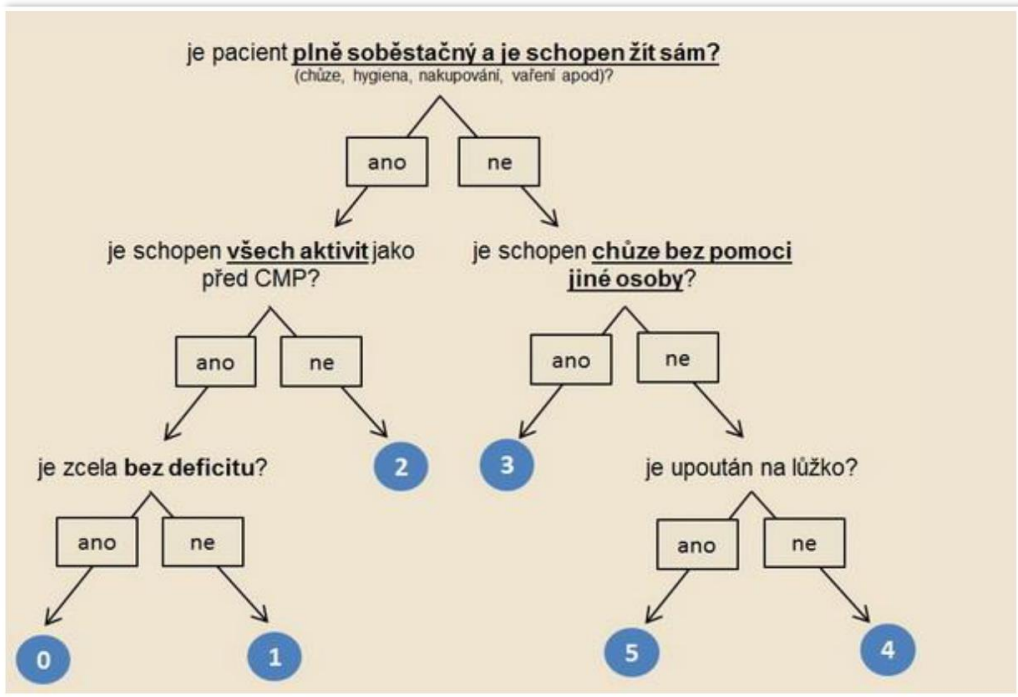 je pacient plně soběstačný a je schopen žít sám?
(chůze, hygiena, nakupování, vaření apod)?
ano
ne
je schopen všech aktivit jako
před CMP?
je schopen chůze bez pomoci
jiné osoby?
ano
ne
ano
ne
je zcela bez deficitu?
2
3
je upoután na lůžko?
ano
ne
ano
ne
0
1
5
4